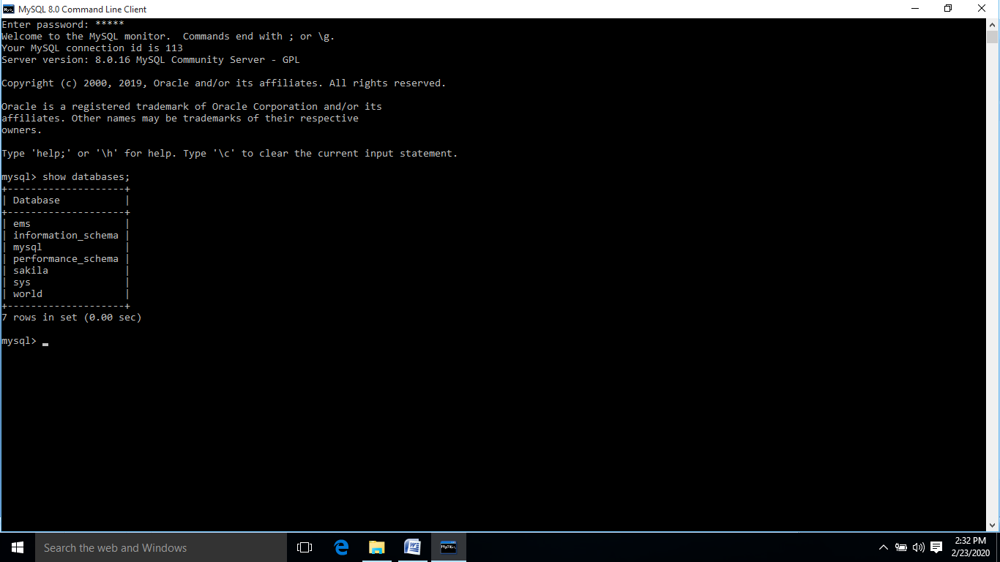 MySQL 8.0 Command Line Client
Enter password: *****
Welcome to the MySQL monitor.  Commands end with ; or \g.
Your MySQL connection id is 113
Server version: 8.0.16 MySQL Community Server - GPL
Copyright (c) 2000, 2019, Oracle and/or its affiliates. All rights reserved.
Oracle is a registered trademark of Oracle Corporation and/or its
affiliates. Other names may be trademarks of their respective
owners.
Type 'help;' or '\h' for help. Type '\c' to clear the current input statement.
mysql> show databases;
+--------------------+
| Database           |
+--------------------+
| ems                |
| information_schema |
| mysql              |
| performance_schema |
| sakila             |
| sys                |
| world              |
+--------------------+
7 rows in set (0.00 sec)
mysql> _
Search the web and Windows
2:32 PM
2/23/2020